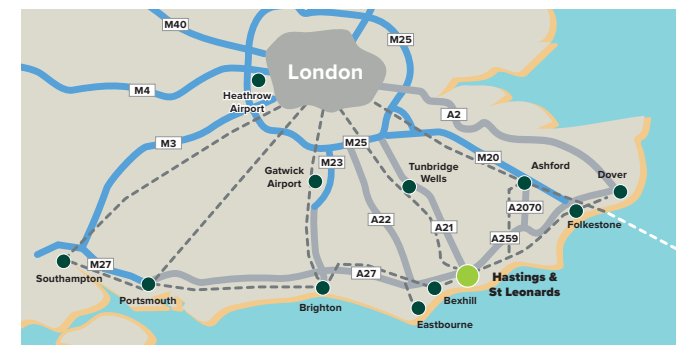 M40
M25
London
M4
Heathrow
Airport
A2
M3
M25
M23
M20
Gatwick
Airport
Tunbridge
Wells
Ashford
Dover
A2070
A22
A21
Folkestone
A259
M27
A27
Southampton
Hastings &
St Leonards
Portsmouth
Bexhill
Brighton
Eastbourne